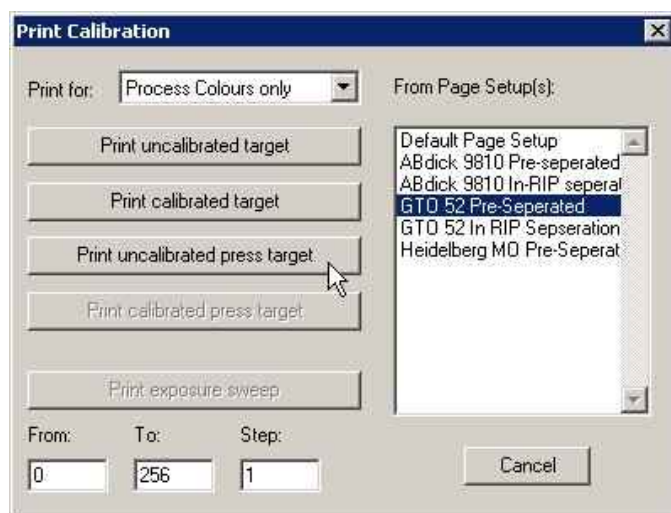 Print Calibration
Print for:
Process Colours only
From Page Setup(s):
Print uncalibrated target
Print calibrated target
Print uncalibrated press target
Print calibrated press target
Print exposure sweep
Default Page Setup
ABdick 9810 Pre-seperated
ABdick 9810 In-RIP seperat
GTO 52 Pre-Seperated
GTO 52 In RIP Sepseration
Heidelberg MO Pre-Seperat
From:
To:
Step:
0
256
1
Cancel